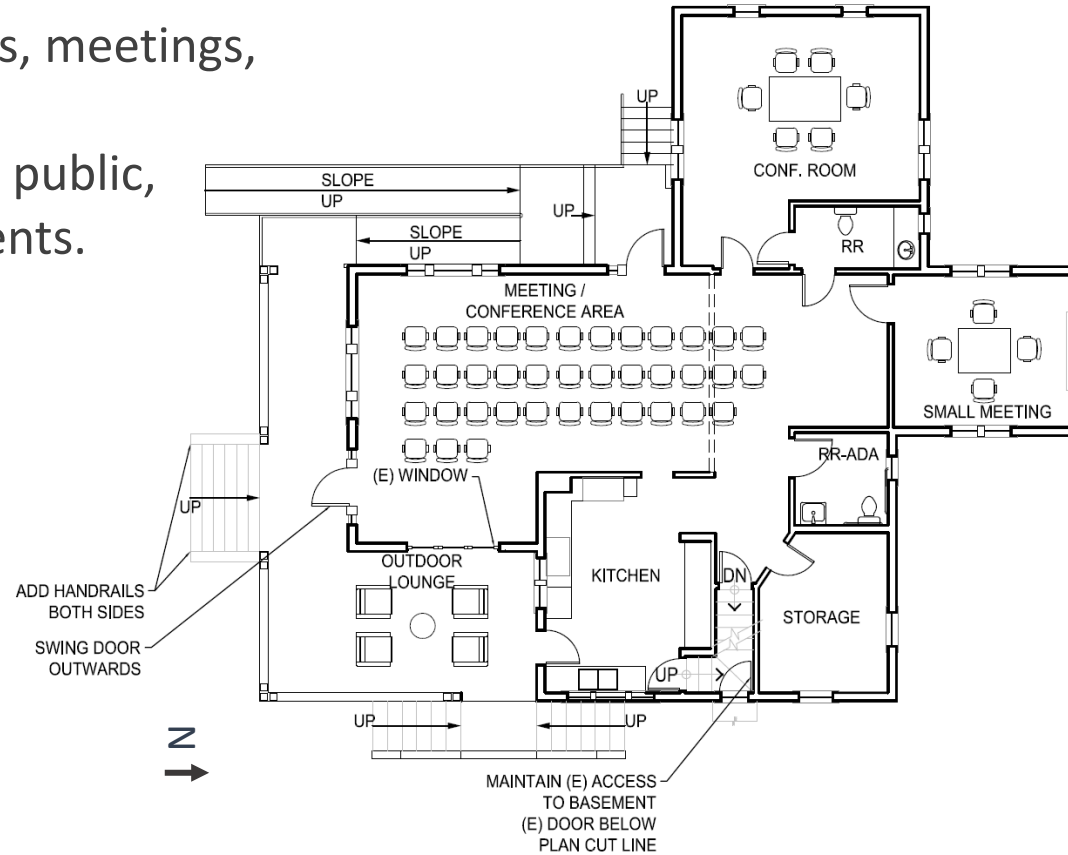 s, meetings,
public,
ents.
UP
SLOPE
UP
SLOPE
UP
UP
CONF. ROOM
RR
MEETING /
CONFERENCE AREA
SMALL MEETING
RR-ADA
(E) WINDOW
UP
OUTDOOR
LOUNGE
KITCHEN
DN
STORAGE
ADD HANDRAILS
BOTH SIDES
SWING DOOR
OUTWARDS
UP
UP
UP
N
MAINTAIN (E) ACCESS
TO BASEMENT
(E) DOOR BELOW
PLAN CUT LINE